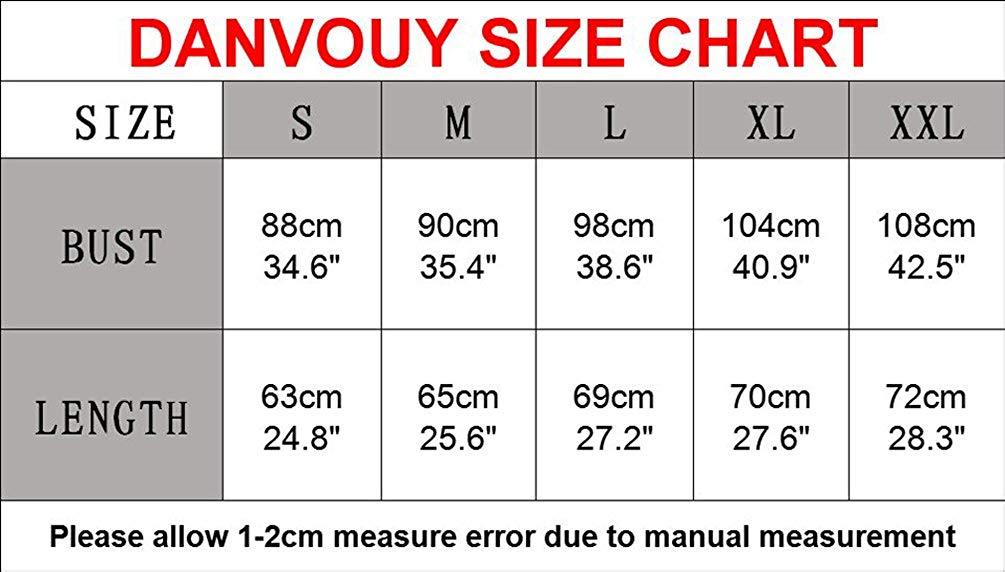 DANVOUY SIZE CHART
SIZE S M L XL XXL
BUST 88cm 90cm 98cm 104cm 108cm
34.6" 35.4" 38.6" 40.9" 42.5"
LENGTH 63cm 65cm 69cm 70cm 72cm
24.8" 25.6" 27.2" 27.6" 28.3"
Please allow 1-2cm measure error due to manual measurement